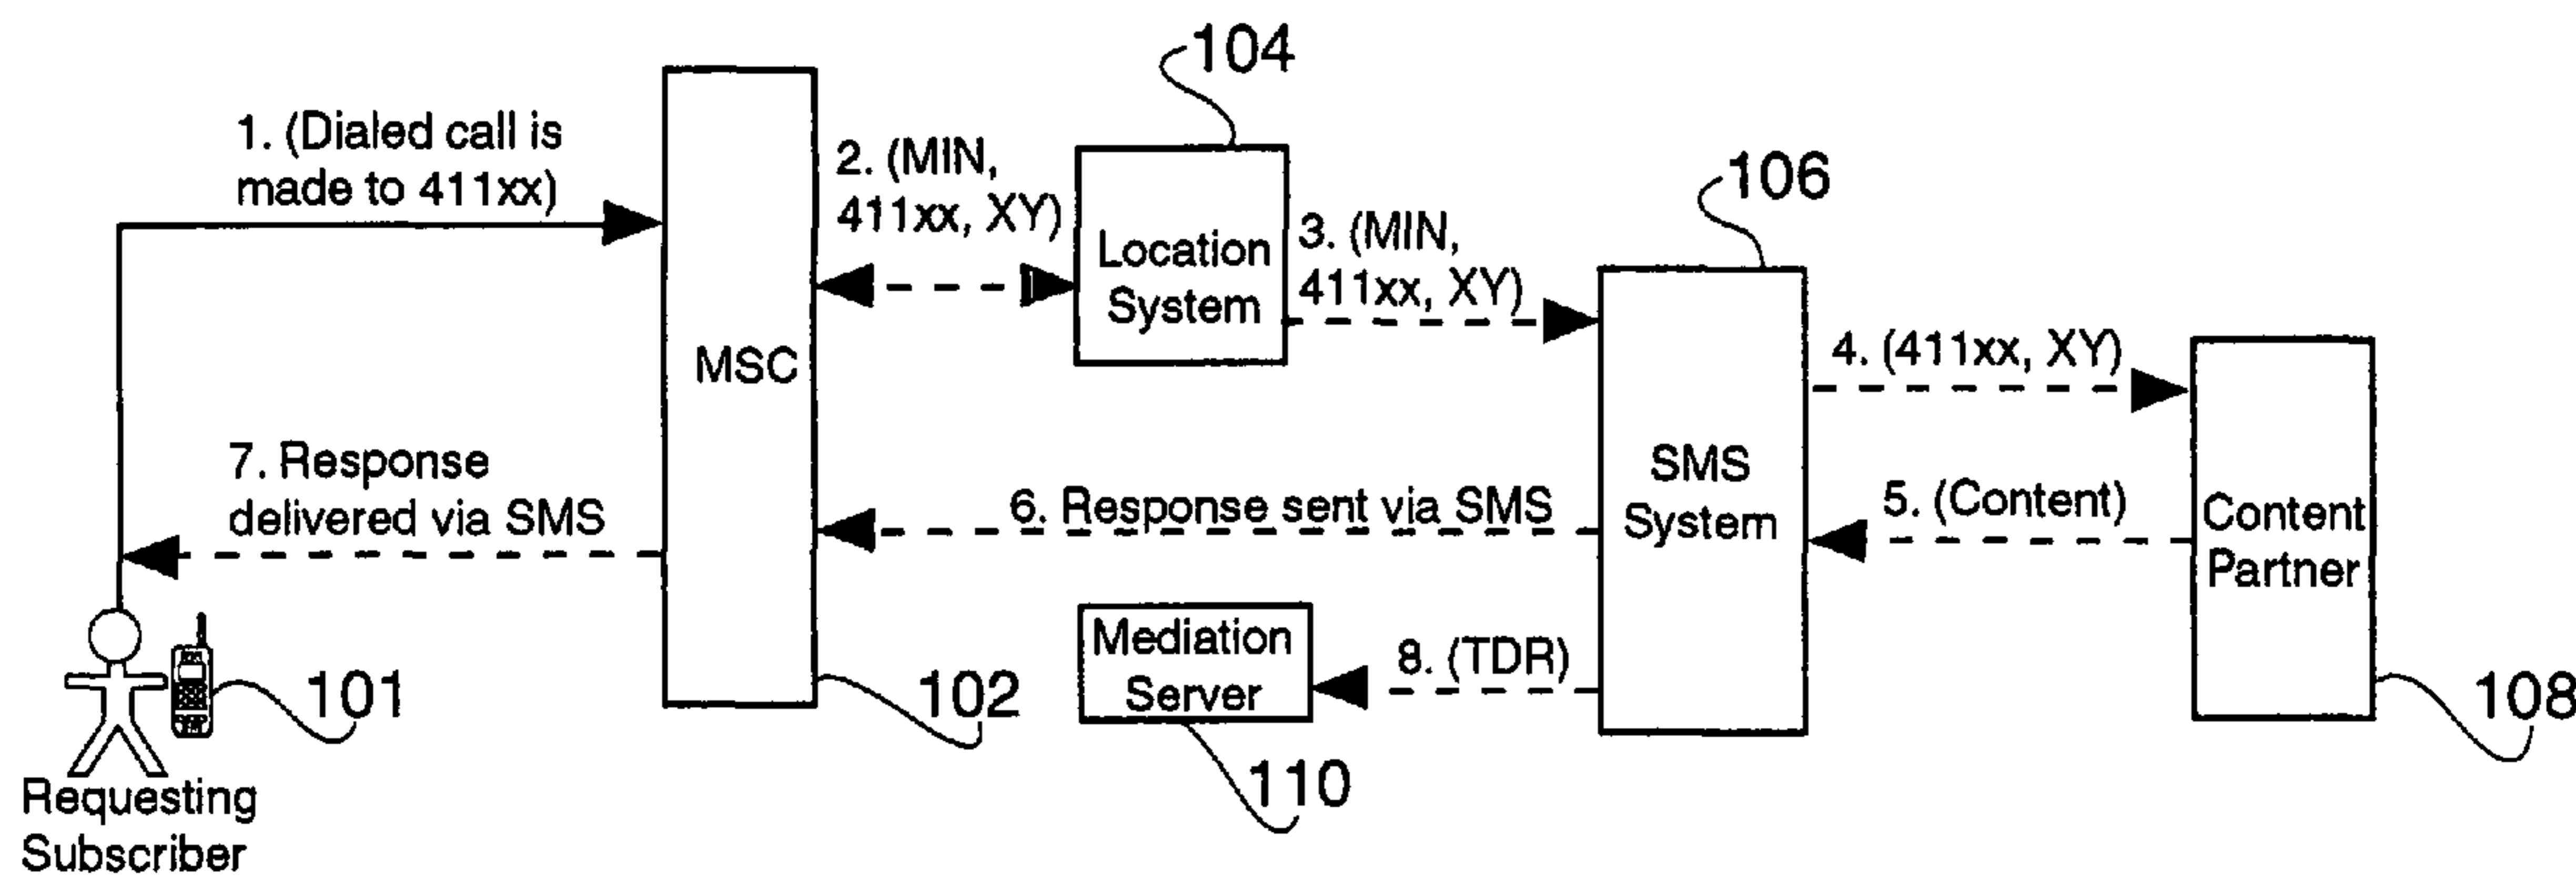 104
1. (Dialed call is
made to 411xx)
2. (MIN,
411xx, XY)
106
Location
System
3. (MIN,
411xx, XY)
MSC
4. (411xx, XY)
7. Response
delivered via SMS
6. Response sent via SMS
SMS
System
5. (Content)
Content
Partner
Mediation
Server
8. (TDR)
101
102
108
110
Requesting
Subscriber